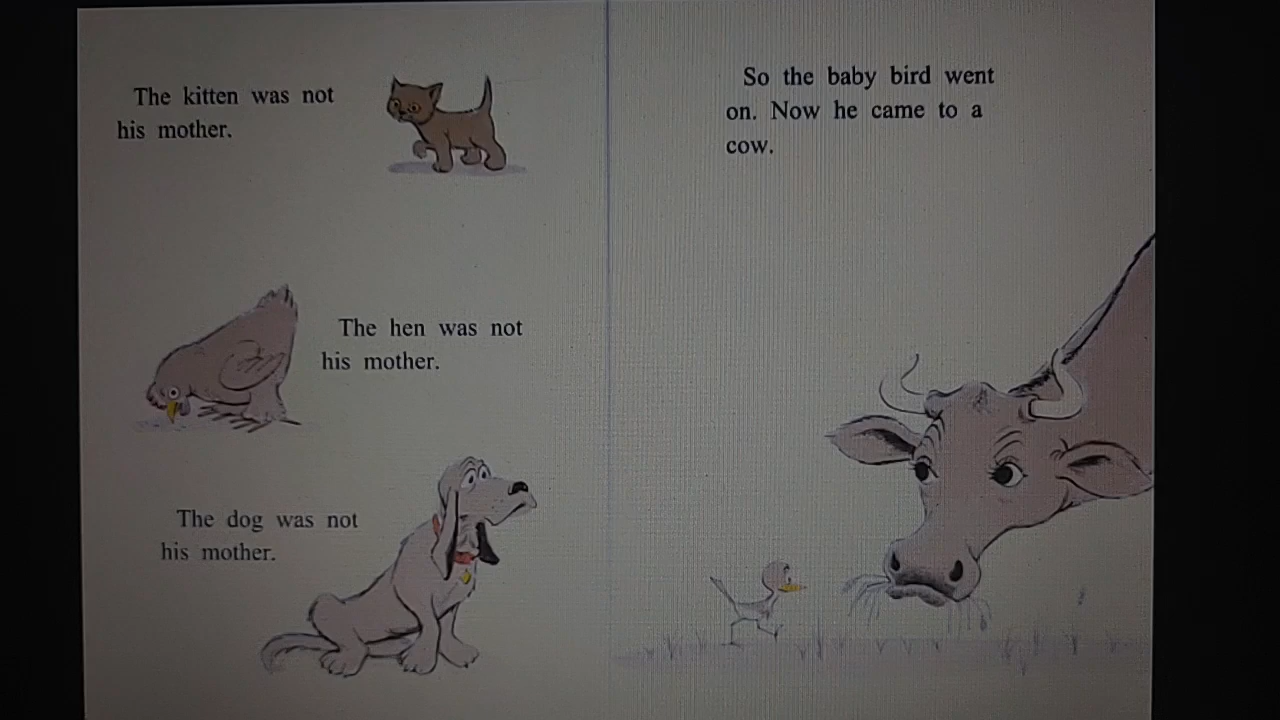 The kitten was not
his mother.
The hen was not
his mother.
The dog was not
his mother.
So the baby bird went
on. Now he came to a
cow.